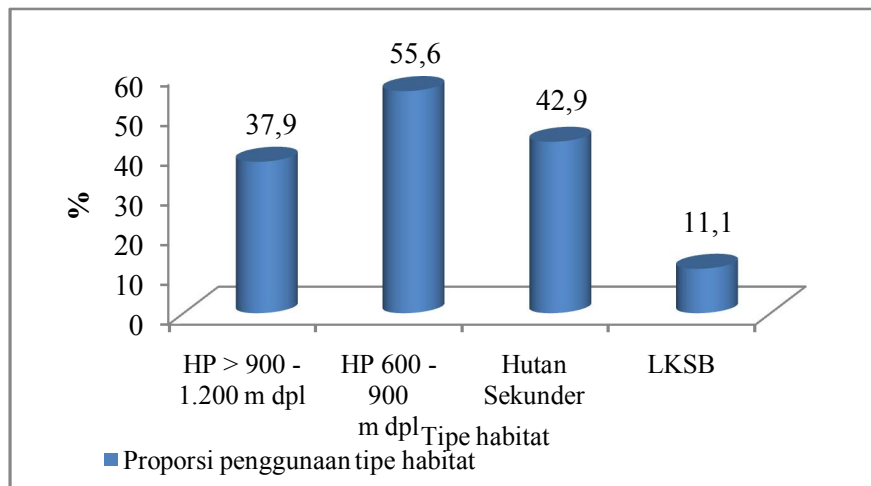 55,6
42,9
37,9
11,1
%
60
50
40
30
20
10
0
HP > 900 -
1.200 m dpl
HP 600 -
900
m dpl
Hutan
Sekunder
LKSB
Tipe habitat
Proporsi penggunaan tipe habitat